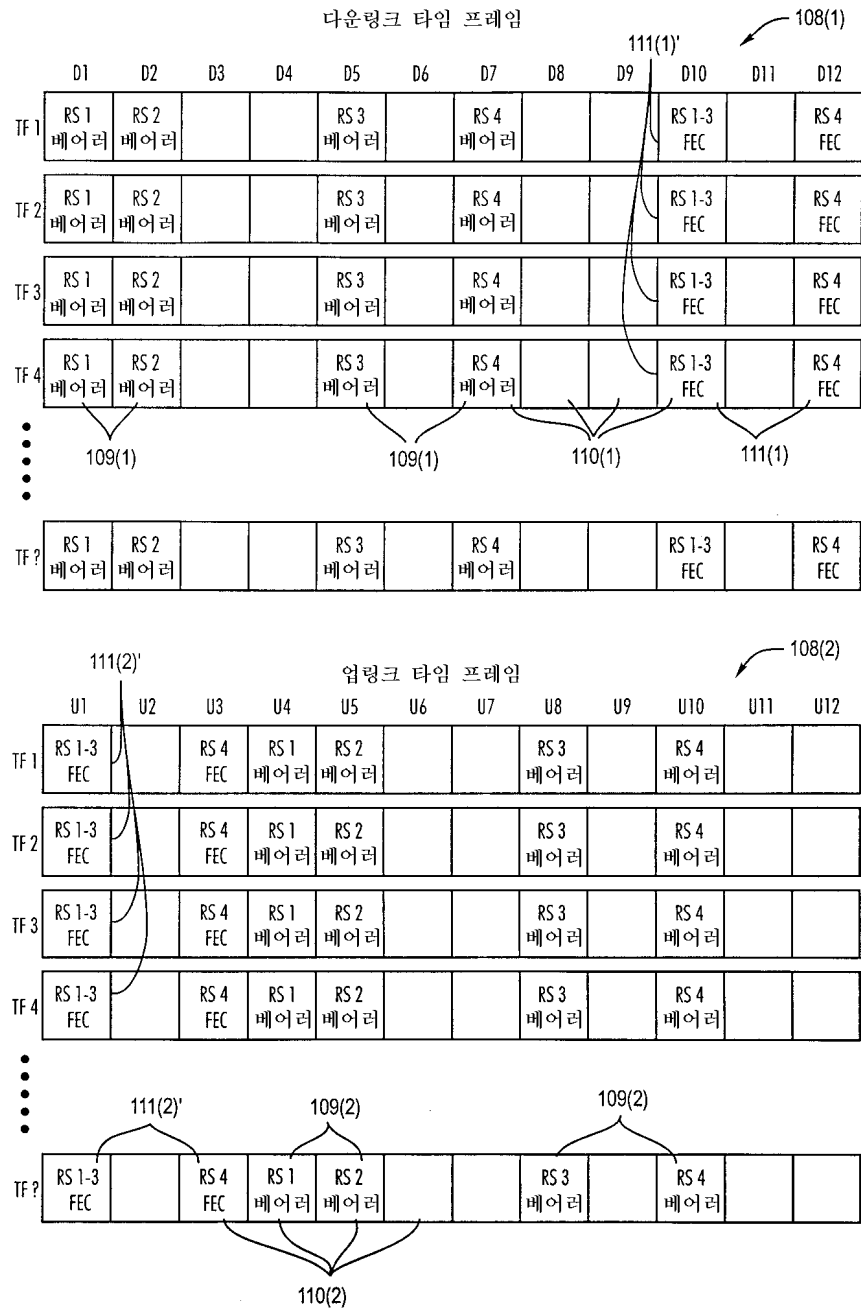 다운링크 타임 프레임
108(1)
111(1)'
D1 D2 D3 D4 D5 D6 D7 D8 D9 D10 D11 D12
TF 1 RS 1 베어러 RS 2 베어러 RS 3 베어러 RS 4 베어러 RS 1-3 FEC RS 4 FEC
TF 2 RS 1 베어러 RS 2 베어러 RS 3 베어러 RS 4 베어러 RS 1-3 FEC RS 4 FEC
TF 3 RS 1 베어러 RS 2 베어러 RS 3 베어러 RS 4 베어러 RS 1-3 FEC RS 4 FEC
TF 4 RS 1 베어러 RS 2 베어러 RS 3 베어러 RS 4 베어러 RS 1-3 FEC RS 4 FEC
109(1) 109(1) 110(1) 111(1)
TF ? RS 1 베어러 RS 2 베어러 RS 3 베어러 RS 4 베어러 RS 1-3 FEC RS 4 FEC
111(2)'
업링크 타임 프레임
108(2)
U1 U2 U3 U4 U5 U6 U7 U8 U9 U10 U11 U12
TF 1 RS 1-3 FEC RS 4 FEC RS 1 베어러 RS 2 베어러 RS 3 베어러 RS 4 베어러
TF 2 RS 1-3 FEC RS 4 FEC RS 1 베어러 RS 2 베어러 RS 3 베어러 RS 4 베어러
TF 3 RS 1-3 FEC RS 4 FEC RS 1 베어러 RS 2 베어러 RS 3 베어러 RS 4 베어러
TF 4 RS 1-3 FEC RS 4 FEC RS 1 베어러 RS 2 베어러 RS 3 베어러 RS 4 베어러
111(2)' 109(2) 109(2)
TF ? RS 1-3 FEC RS 4 FEC RS 1 베어러 RS 2 베어러 RS 3 베어러 RS 4 베어러
110(2)